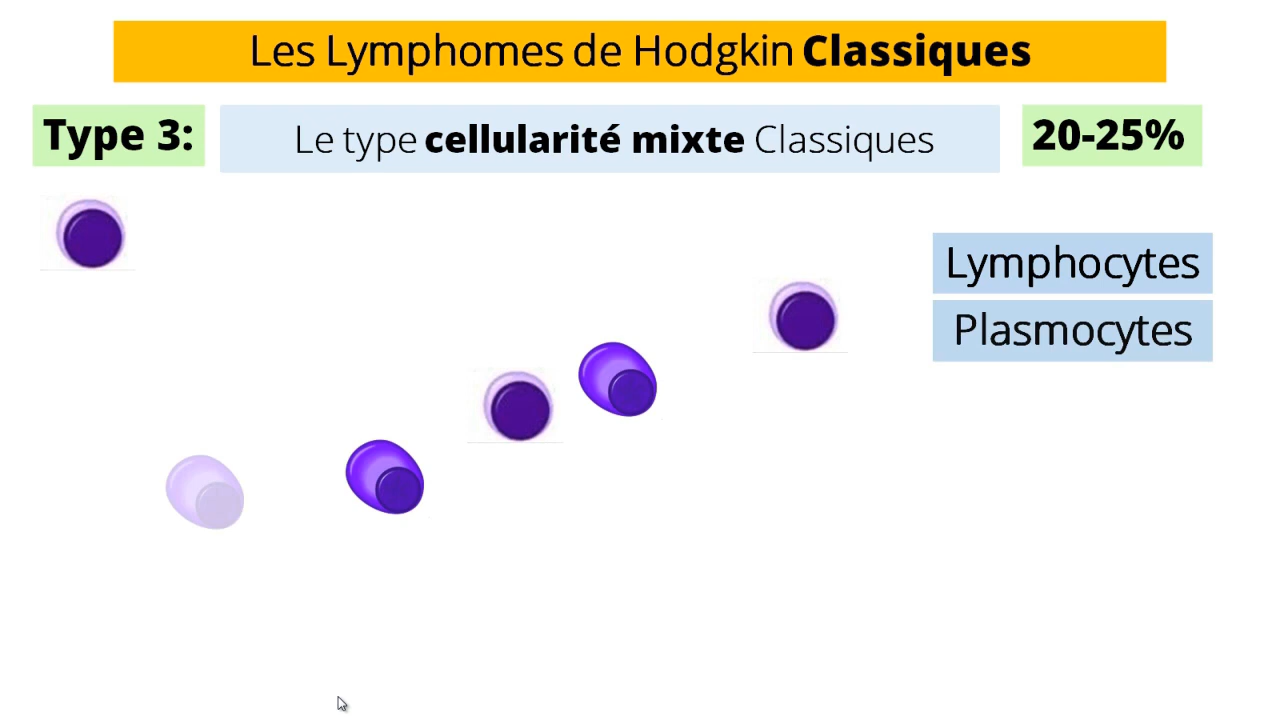 Les Lymphomes de Hodgkin Classiques
Type 3:
Le type cellularité mixte Classiques
20-25%
Lymphocytes
Plasmocytes